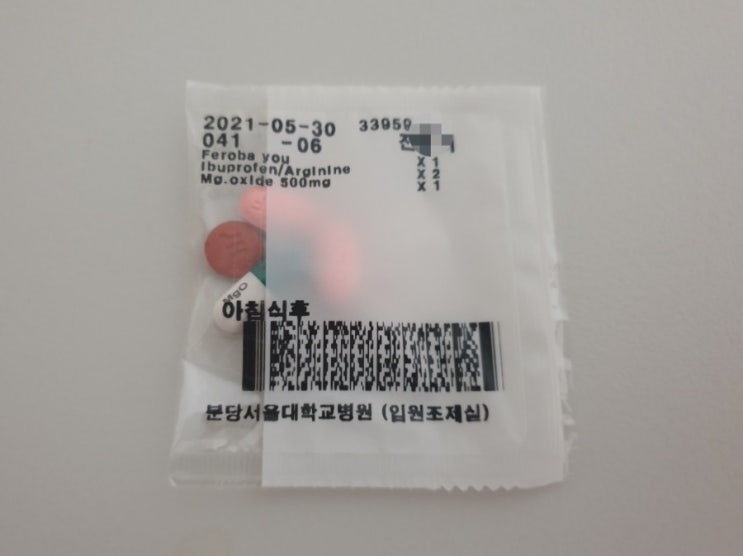 2021-05-30 33959
041 -06 전
Feroba you X 1
Ibuprofen/Arginine X 2
Mg.oxide 500mg X 1
MgO
아침식후
분당서울대학교병원 (입원조제실)